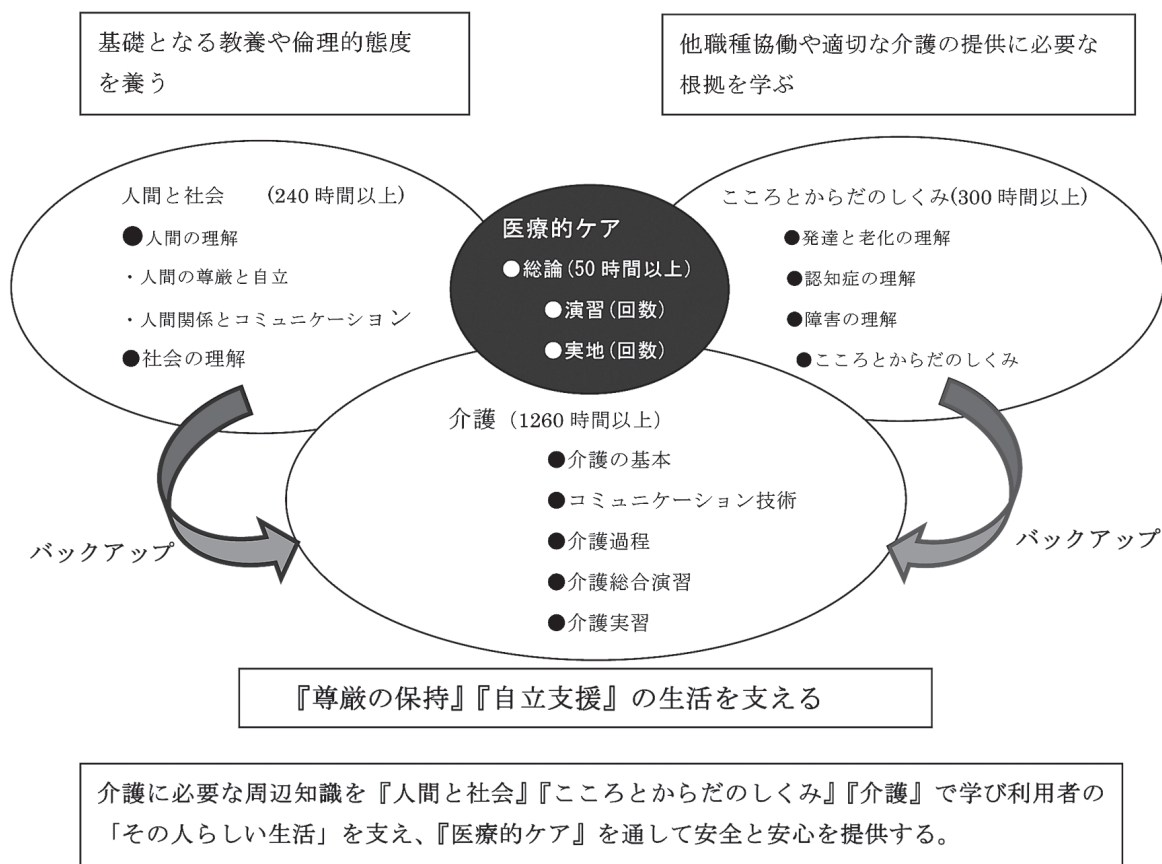 基礎となる教養や倫理的態度
を養う
他職種協働や適切な介護の提供に必要な
根拠を学ぶ
人間と社会 (240 時間以上)
●人間の理解
・人間の尊厳と自立
・人間関係とコミュニケーション
●社会の理解
医療的ケア
●総論(50 時間以上)
●演習(回数)
●実地(回数)
こころとからだのしくみ(300 時間以上)
●発達と老化の理解
●認知症の理解
●障害の理解
●こころとからだのしくみ
介護 (1260 時間以上)
●介護の基本
●コミュニケーション技術
●介護過程
●介護総合演習
●介護実習
バックアップ
バックアップ
『尊厳の保持』『自立支援』の生活を支える
介護に必要な周辺知識を『人間と社会』『こころとからだのしくみ』『介護』で学び利用者の
「その人らしい生活」を支え、『医療的ケア』を通して安全と安心を提供する。